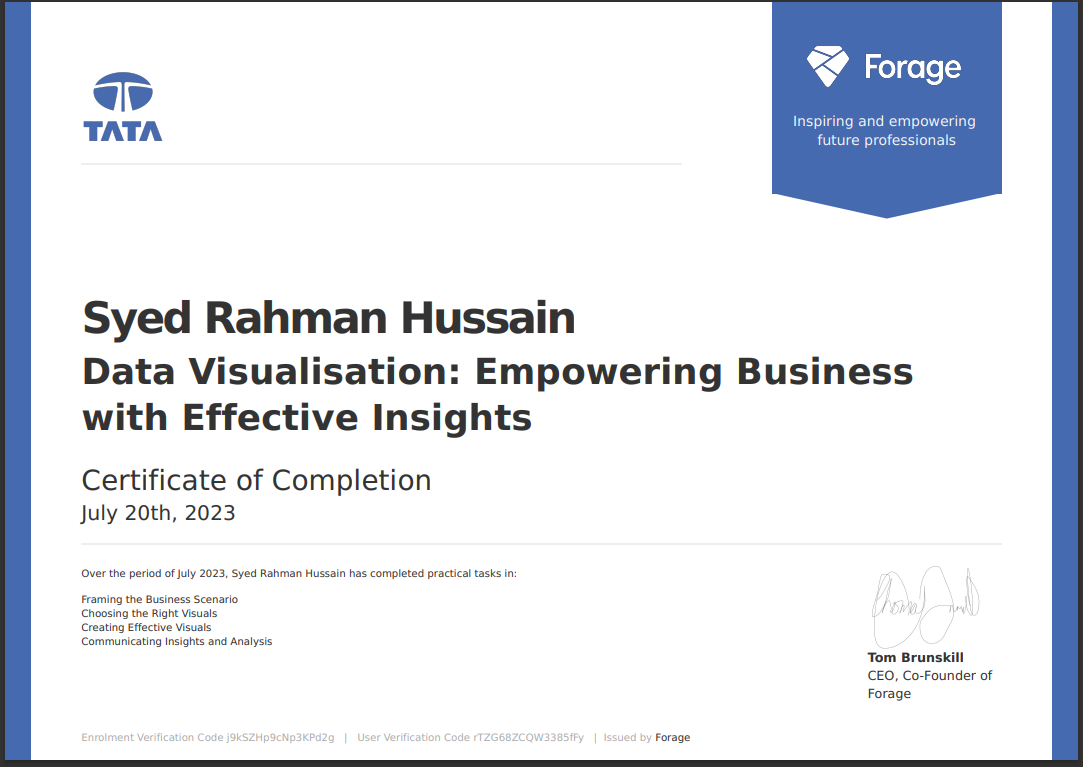 TATA
Forage
Inspiring and empowering
future professionals
Syed Rahman Hussain
Data Visualisation: Empowering Business
with Effective Insights
Certificate of Completion
July 20th, 2023
Over the period of July 2023, Syed Rahman Hussain has completed practical tasks in:
Framing the Business Scenario
Choosing the Right Visuals
Creating Effective Visuals
Communicating Insights and Analysis
Tom Brunskill
CEO, Co-Founder of
Forage
Enrolment Verification Code j9kSZHp9cNp3KPd2g | User Verification Code rTZG68ZCQW3385fFy | Issued by Forage